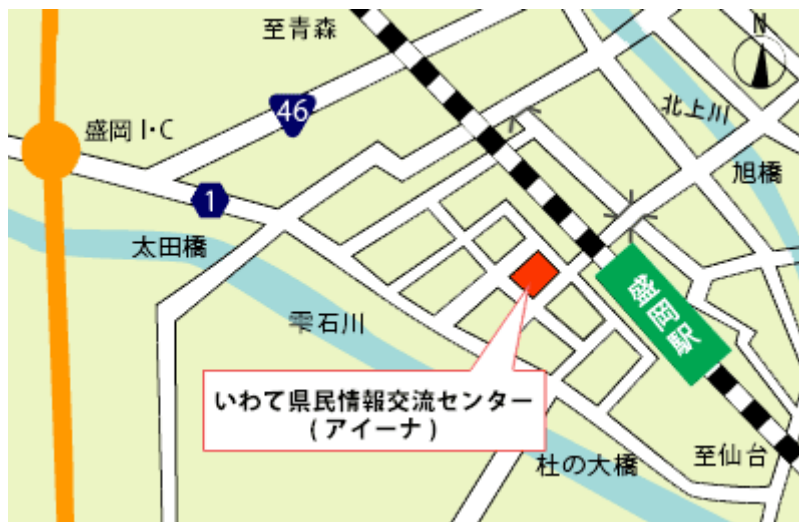 至青森
N
46
盛岡 I・C
北上川
旭橋
1
太田橋
盛岡駅
雫石川
いわて県民情報交流センター
(アイーナ)
杜の大橋
至仙台